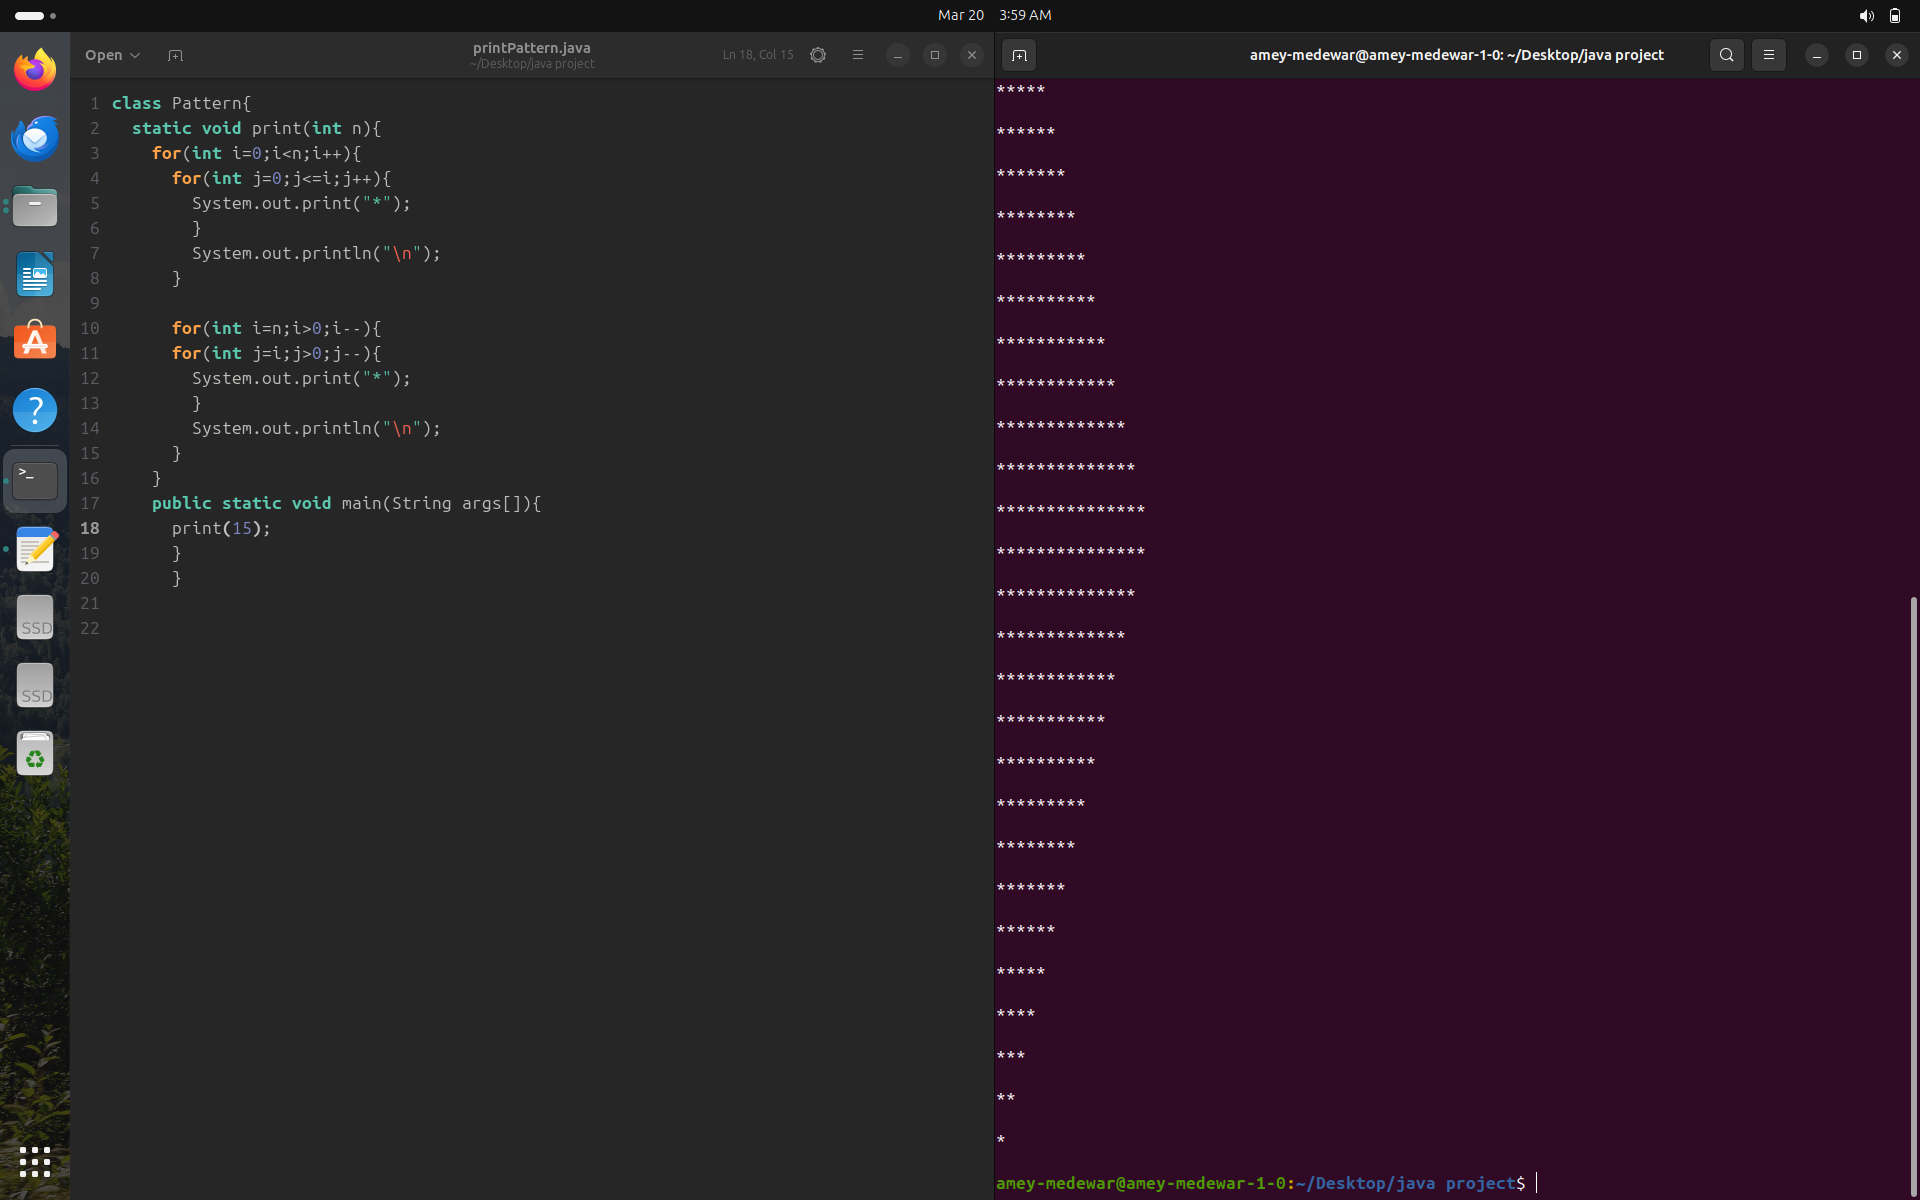 Mar 20 3:59 AM
Open
printPattern.java
~/Desktop/java project
Ln 18, Col 15
1 class Pattern{
2 static void print(int n){
3 for(int i=0;i<n;i++){
4 for(int j=0;j<=i;j++){
5 System.out.print("*");
6 }
7 System.out.println("\n");
8 }
9
10 for(int i=n;i>0;i--){
11 for(int j=i;j>0;j--){
12 System.out.print("*");
13 }
14 System.out.println("\n");
15 }
16 }
17 public static void main(String args[]){
18 print(15);
19 }
20 }
21
22
SSD
SSD
amey-medewar@amey-medewar-1-0: ~/Desktop/java project
*****
******
*******
********
*********
**********
***********
************
*************
**************
***************
***************
**************
*************
************
***********
**********
*********
********
*******
******
*****
****
***
**
*
amey-medewar@amey-medewar-1-0:~/Desktop/java project$